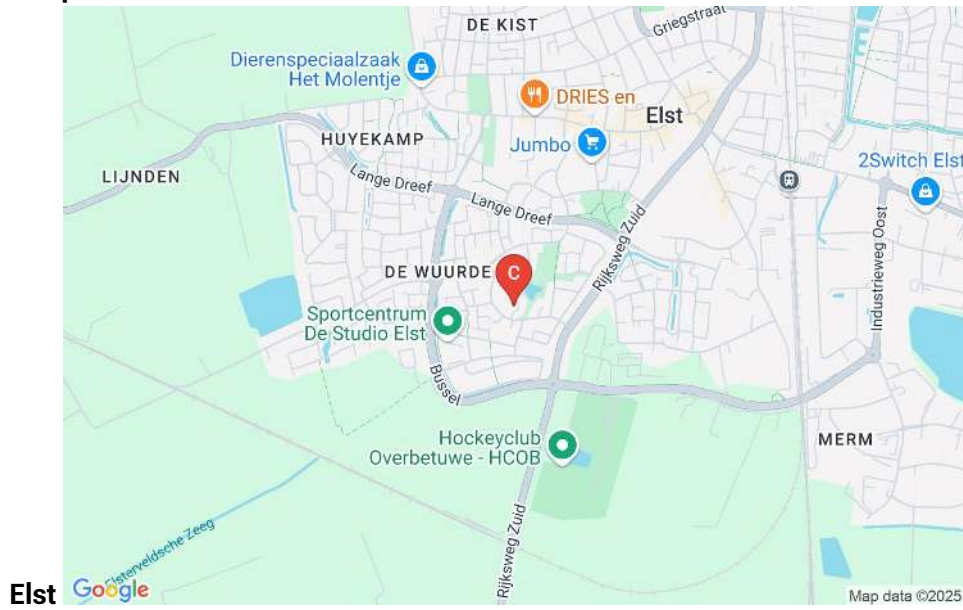 DE KIST
Griegstraat
Dierenspeciaalzaak
Het Molentje
DRIES en
Elst
HUYEKAMP
Jumbo
2Switch Elst
LIJNDEN
Lange Dreef
Lange Dreef
Rijksweg Zuid
Industrieweg Oost
DE WUURDE
C
Sportcentrum
De Studio Elst
Bussel
Hockeyclub
Overbetuwe - HCOB
MERM
Elsterveldsche Zeeg
Rijksweg Zuid
Elst
Google
Map data ©2025